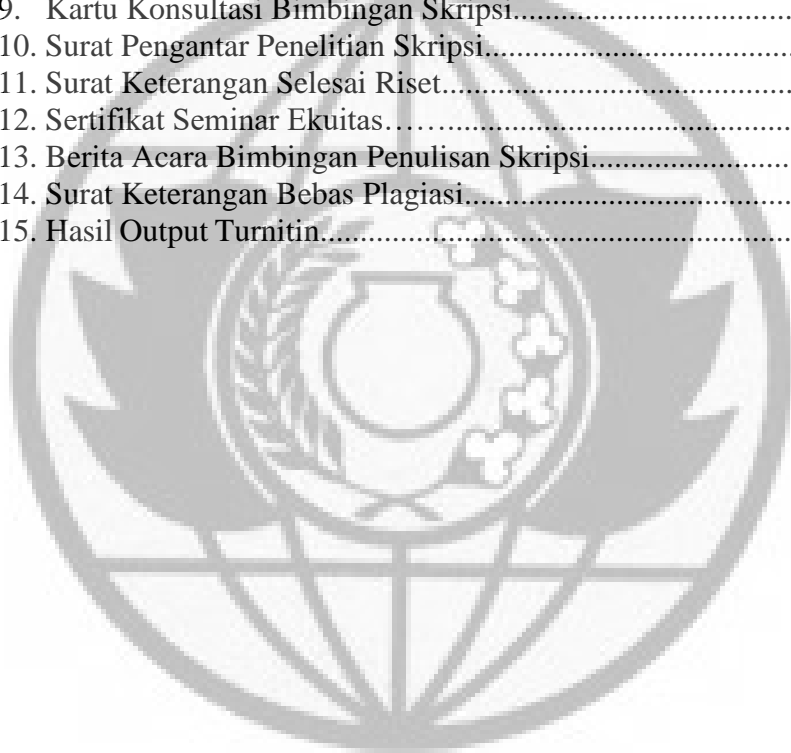 9. Kartu Konsultasi Bimbingan Skripsi...........................................
10. Surat Pengantar Penelitian Skripsi...............................................
11. Surat Keterangan Selesai Riset.....................................................
12. Sertifikat Seminar Ekuitas…….....................................................
13. Berita Acara Bimbingan Penulisan Skripsi..............................
14. Surat Keterangan Bebas Plagiasi..................................................
15. Hasil Output Turnitin.....................................................................